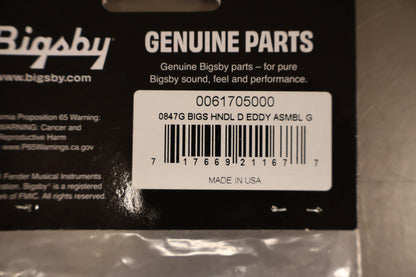 Bigsby
www.bigsby.com
GENUINE PARTS
Genuine Bigsby parts – for pure
Bigsby sound, feel and performance.
Proposition 65 Warning:
WARNING: Cancer and
Reproductive Harm
www.P65Warnings.ca.gov
Fender Musical Instruments
Bigsby® is a registered
of FMIC. All rights reserved.
0061705000
0847G BIGS HNDL D EDDY ASMBL G
7 17669 21167 7
MADE IN USA